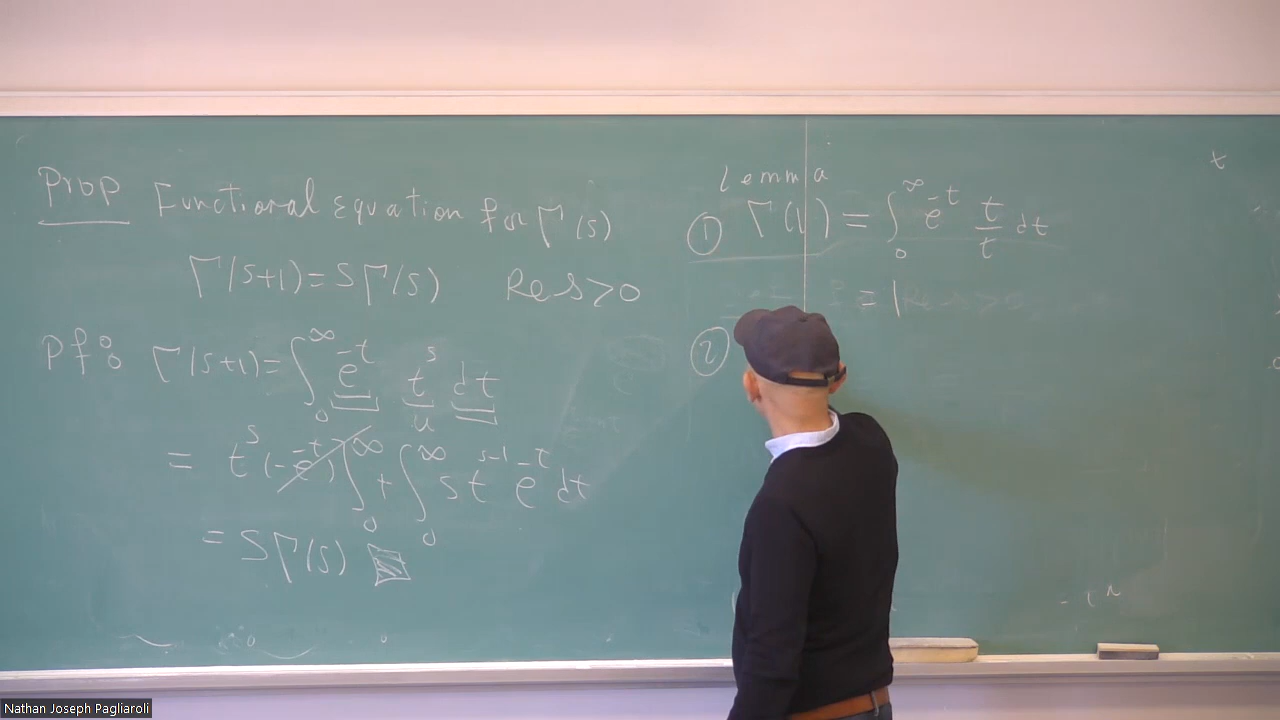 Prop Functional Equation for Γ(s)
Γ(s+1) = sΓ(s) Re s > 0
Pf: Γ(s+1) = ∫₀^∞ e^{-t} t^s dt
u
= t^s (-e^{-t}) |₀^∞ + ∫₀^∞ s t^{s-1} e^{-t} dt
= sΓ(s)
Lemma
① Γ(1) = ∫₀^∞ e^{-t} t/t dt
= 1
②
t
Nathan Joseph Pagliaroli